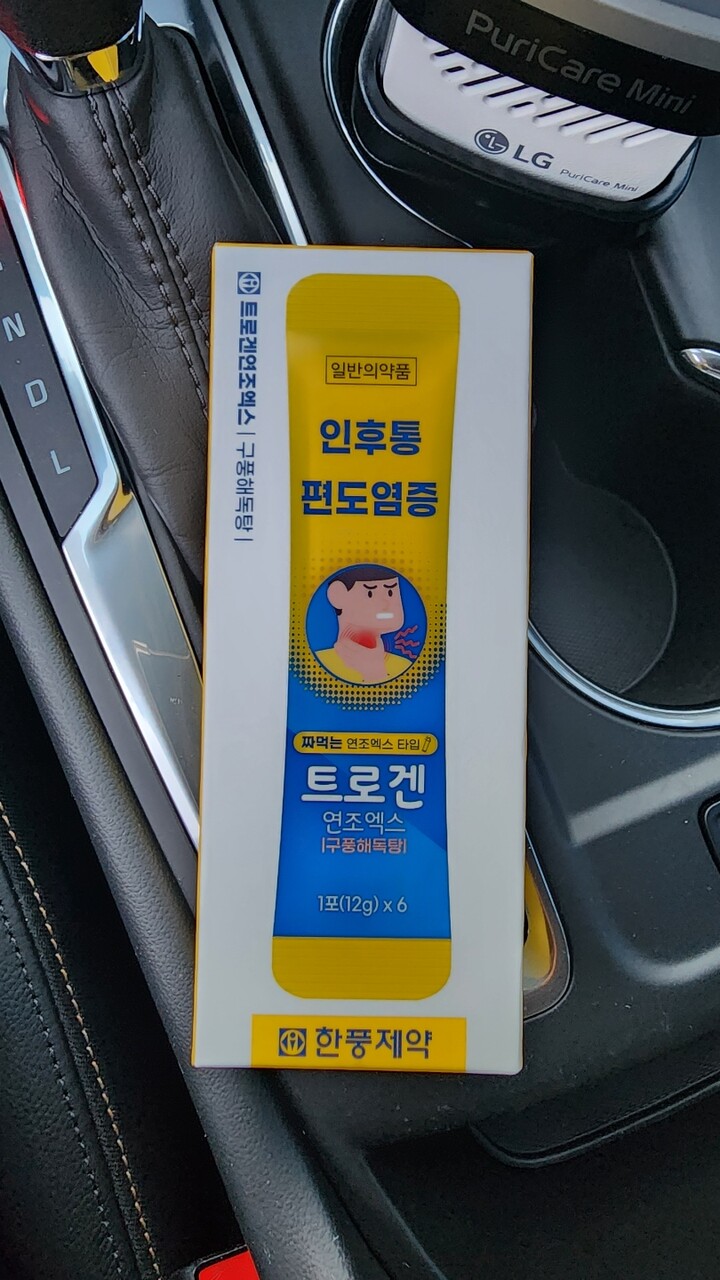 PuriCare Mini
LG PuriCare Mini
N
D
L
트로겐연조엑스 | 구풍해독탕 |
일반의약품
인후통
편도염증
짜먹는 연조엑스 타입
트로겐
연조엑스
|구풍해독탕|
1포(12g) x 6
한풍제약